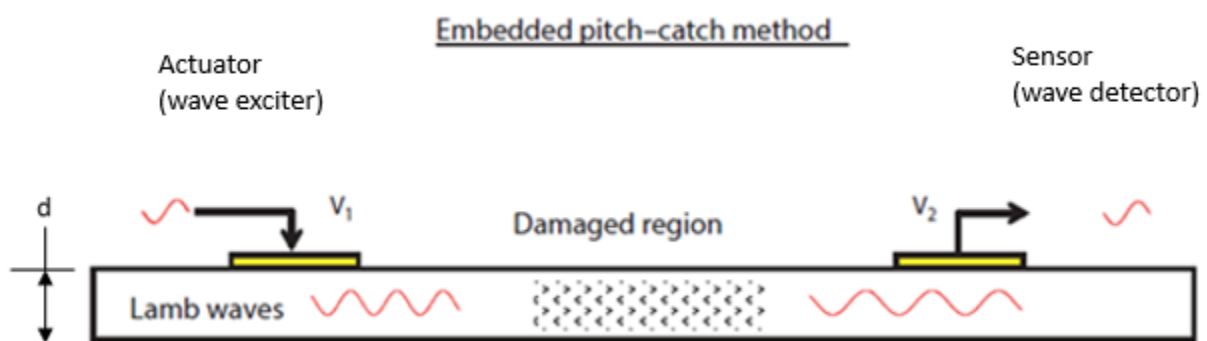 Embedded pitch–catch method
Actuator
(wave exciter)
Sensor
(wave detector)
d
V₁
Damaged region
V₂
Lamb waves